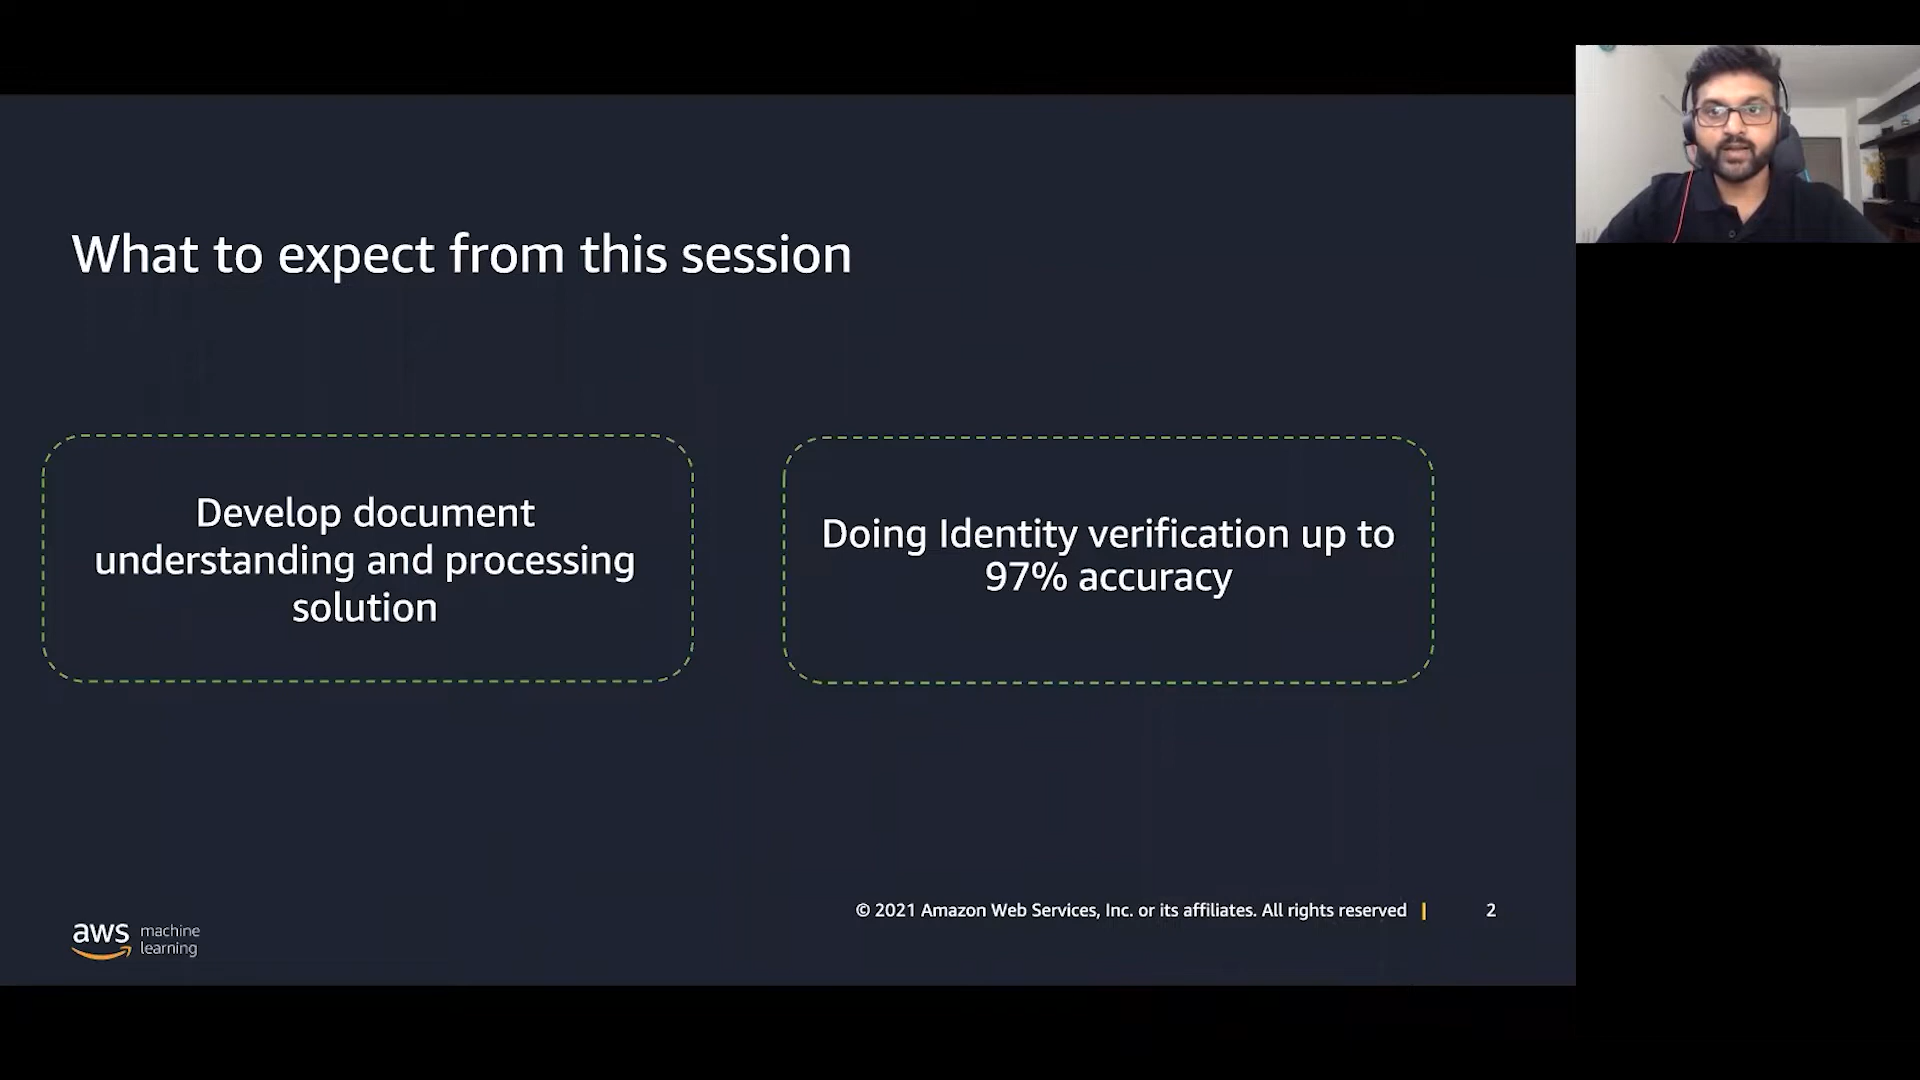 What to expect from this session
Develop document
understanding and processing
solution
Doing Identity verification up to
97% accuracy
© 2021 Amazon Web Services, Inc. or its affiliates. All rights reserved
2
aws machine
learning